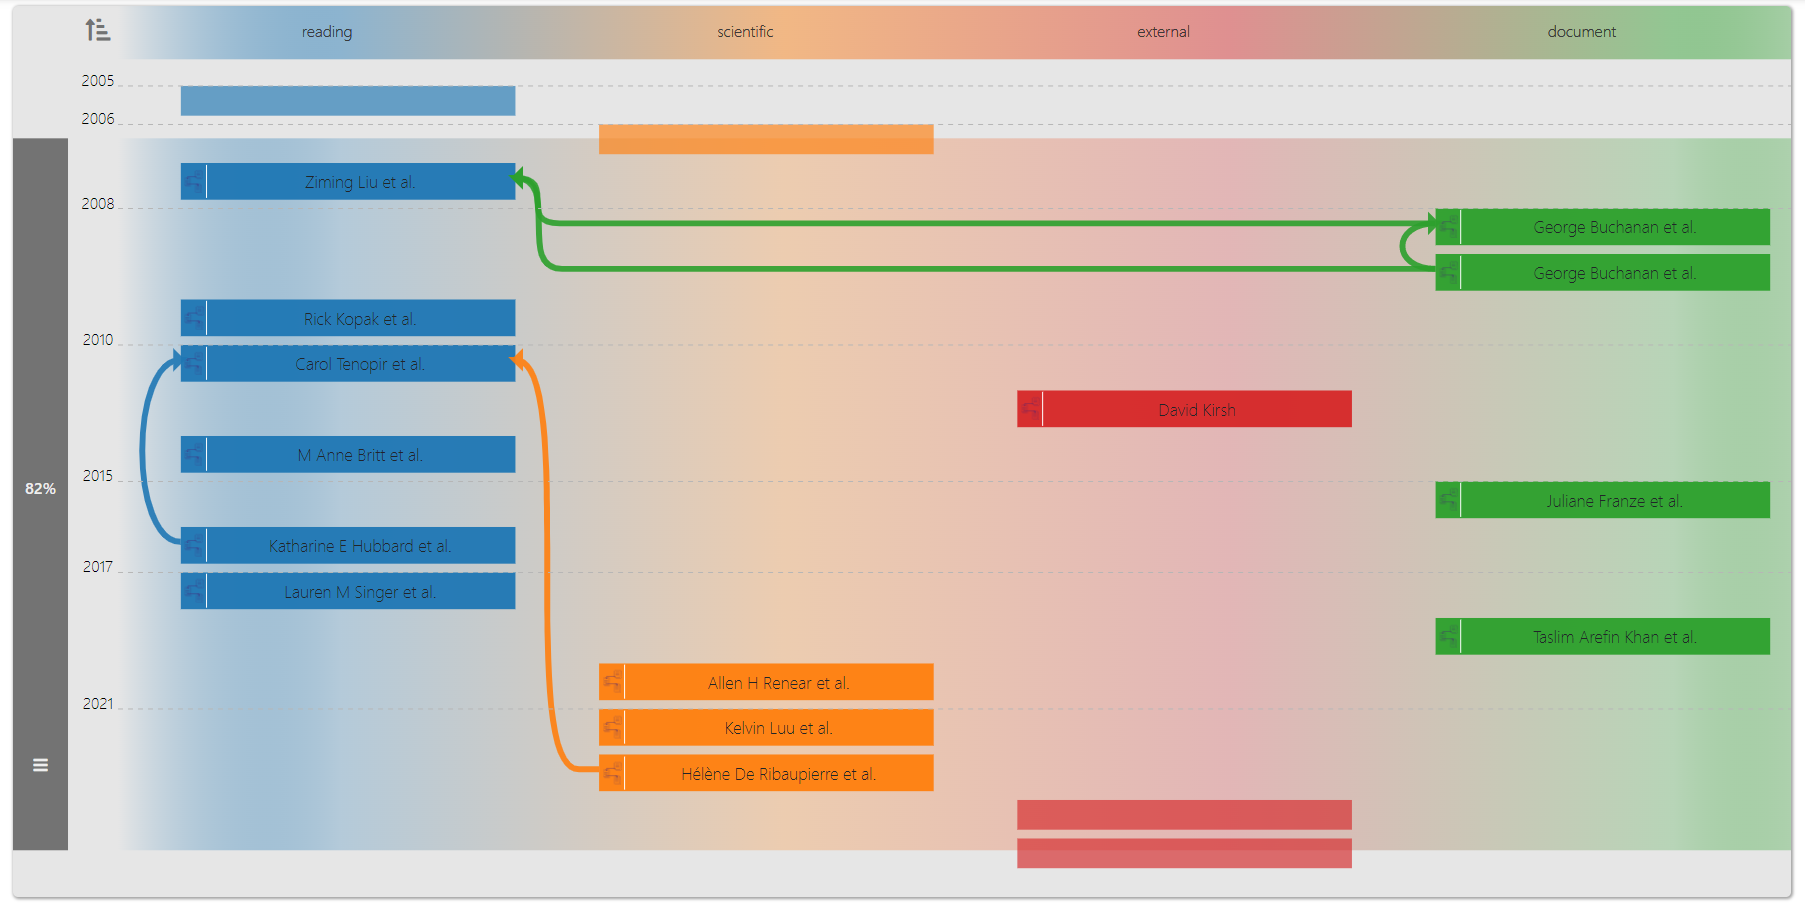 reading scientific external document
2005
2006
Ziming Liu et al.
2008
George Buchanan et al.
George Buchanan et al.
Rick Kopak et al.
2010
Carol Tenopir et al.
David Kirsh
M Anne Britt et al.
2015
82%
Juliane Franze et al.
Katharine E Hubbard et al.
2017
Lauren M Singer et al.
Taslim Arefin Khan et al.
Allen H Renear et al.
2021
Kelvin Luu et al.
Hélène De Ribaupierre et al.